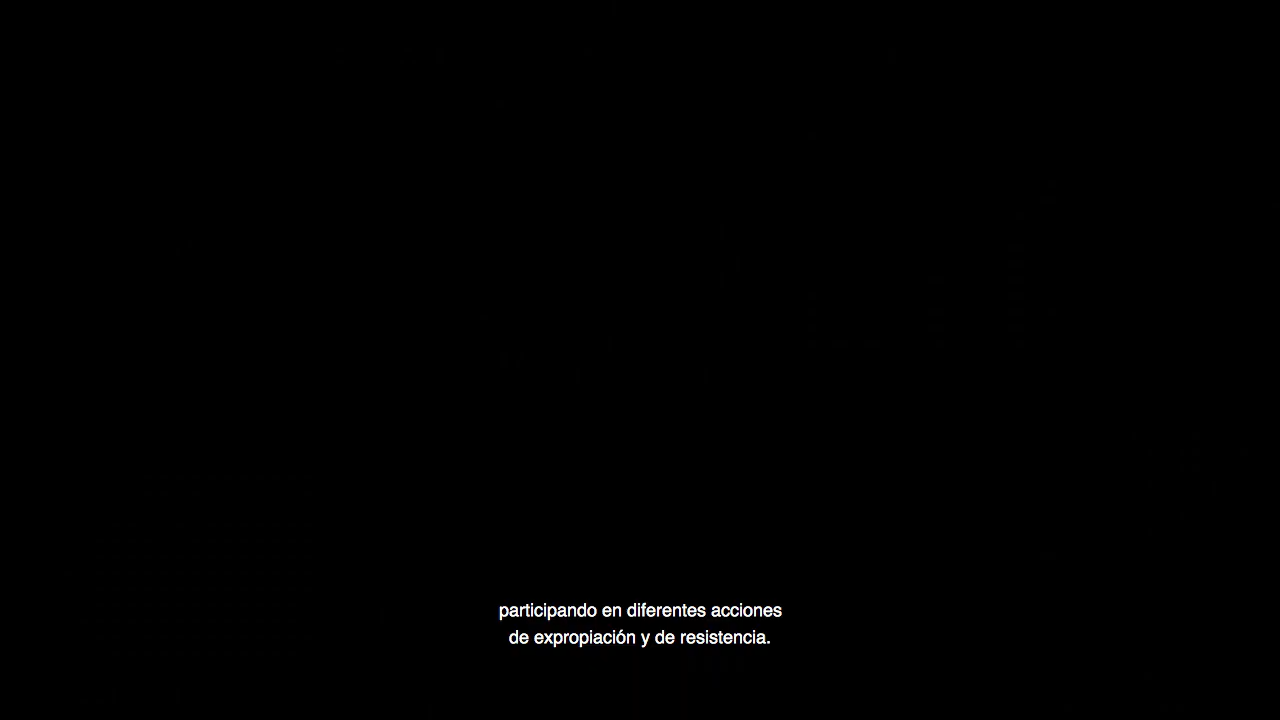 participando en diferentes acciones
de expropiación y de resistencia.